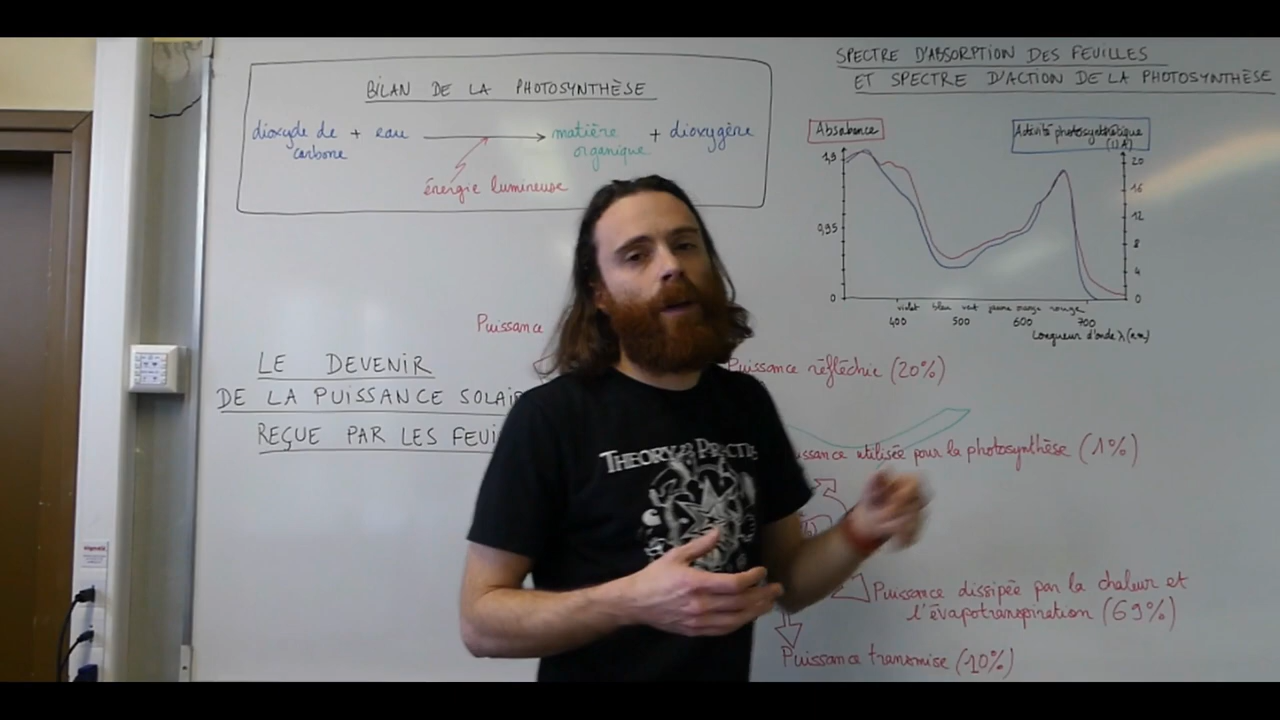 BILAN DE LA PHOTOSYNTHÈSE
dioxyde de + eau
carbone
matière + dioxygène
organique
énergie lumineuse
SPECTRE D'ABSORPTION DES FEUILLES
ET SPECTRE D'ACTION DE LA PHOTOSYNTHÈSE
Absorbance
Activité photosynthétique
(U.A)
1,9
0,95
0
20
16
12
8
4
0
violet bleu vert jaune orange rouge
400 500 600 700
Longueur d'onde λ (nm)
LE DEVENIR
DE LA PUISSANCE
REÇUE PAR LES
Puissance
Puissance réfléchie (20%)
utilisée pour la photosynthèse (1%)
Puissance dissipée par la chaleur et
l'évapotranspiration (69%)
Puissance transmise (10%)
THEORY